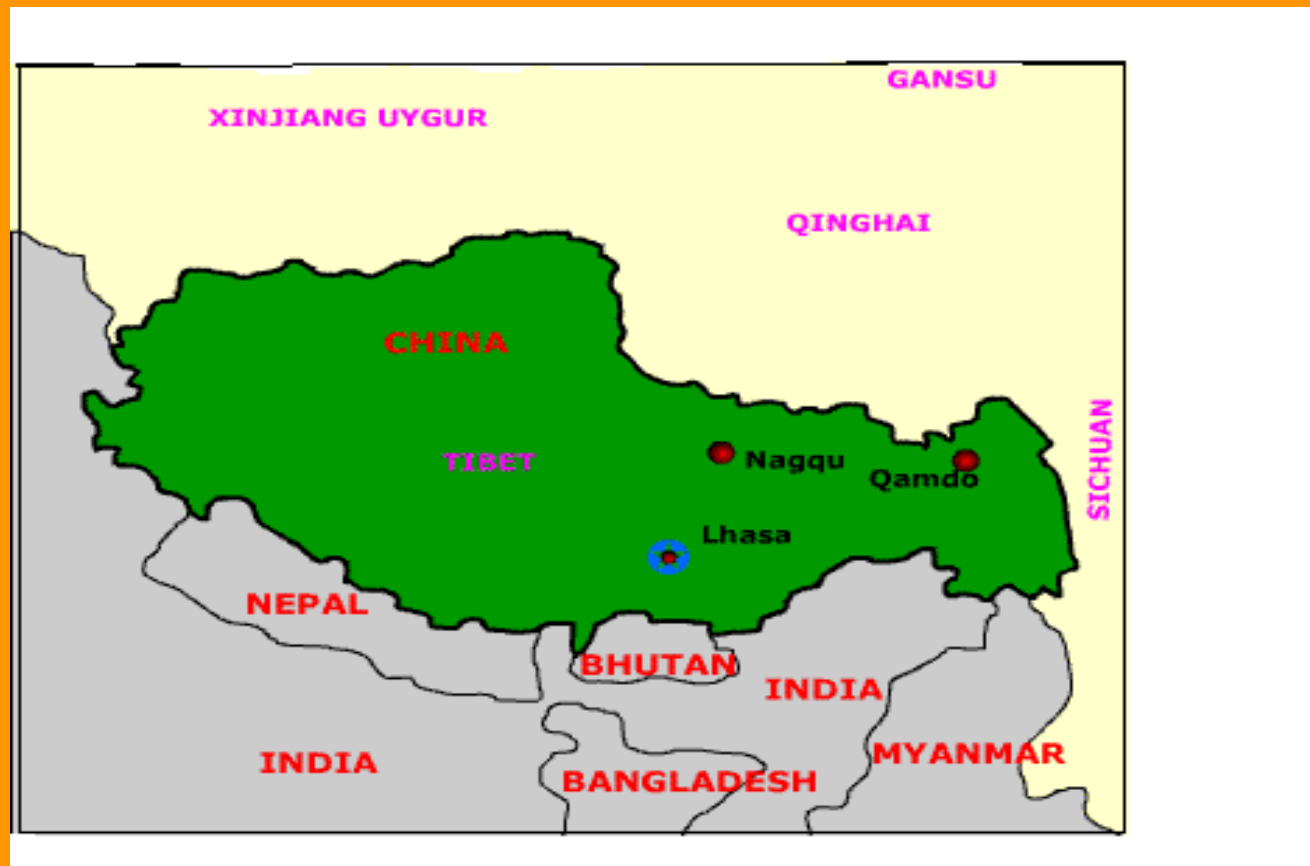 GANSU
XINJIANG UYGUR
QINGHAI
CHINA
TIBET
Nagqu
Qamdo
SICHUAN
Lhasa
NEPAL
BHUTAN
INDIA
INDIA
MYANMAR
BANGLADESH